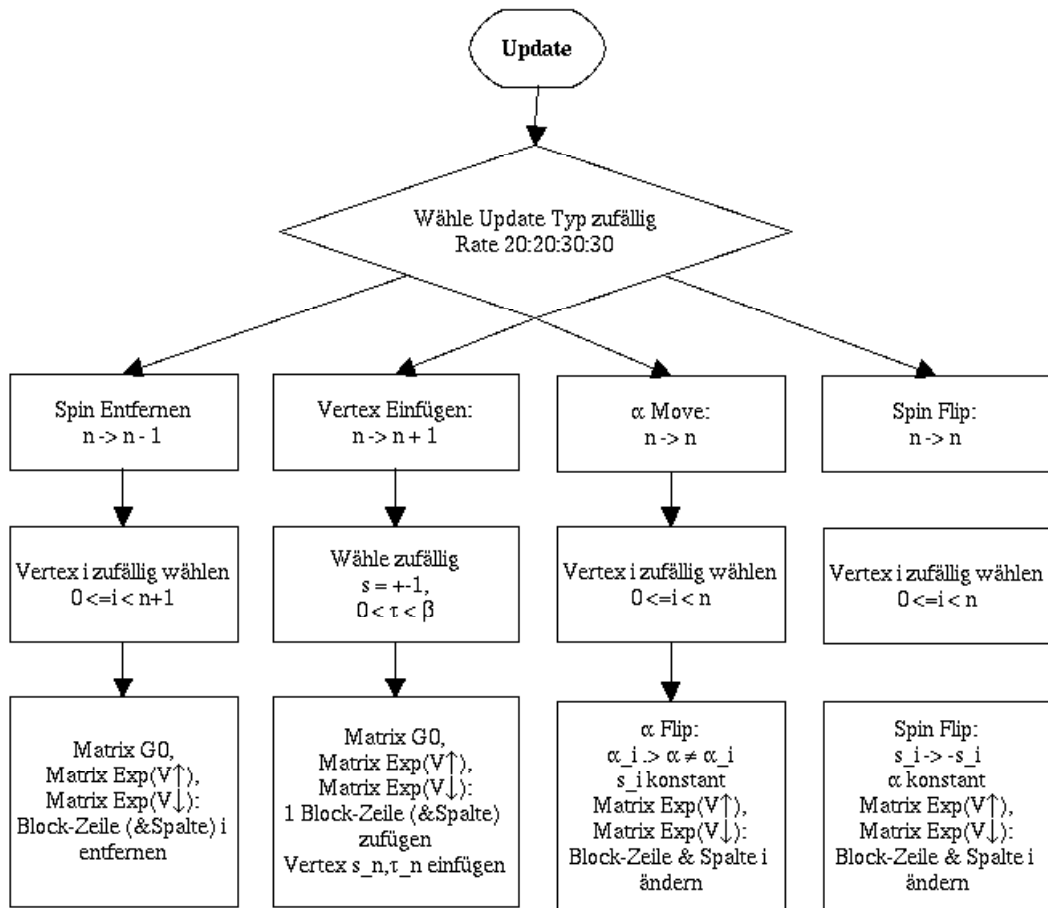 Update
Wähle Update Typ zufällig
Rate 20:20:30:30
Spin Entfernen
n -> n - 1
Vertex Einfügen:
n -> n + 1
α Move:
n -> n
Spin Flip:
n -> n
Vertex i zufällig wählen
0 <=i < n+1
Wähle zufällig
s = +-1,
0 < τ < β
Vertex i zufällig wählen
0 <=i < n
Vertex i zufällig wählen
0 <=i < n
Matrix G0,
Matrix Exp(V↑),
Matrix Exp(V↓):
Block-Zeile (&Spalte) i
entfernen
Matrix G0,
Matrix Exp(V↑),
Matrix Exp(V↓):
1 Block-Zeile (&Spalte)
zufügen
Vertex s_n,τ_n einfügen
α Flip:
α_i.> α ≠ α_i
s_i konstant
Matrix Exp(V↑),
Matrix Exp(V↓):
Block-Zeile & Spalte i
ändern
Spin Flip:
s_i-> -s_i
α konstant
Matrix Exp(V↑),
Matrix Exp(V↓):
Block-Zeile & Spalte i
ändern